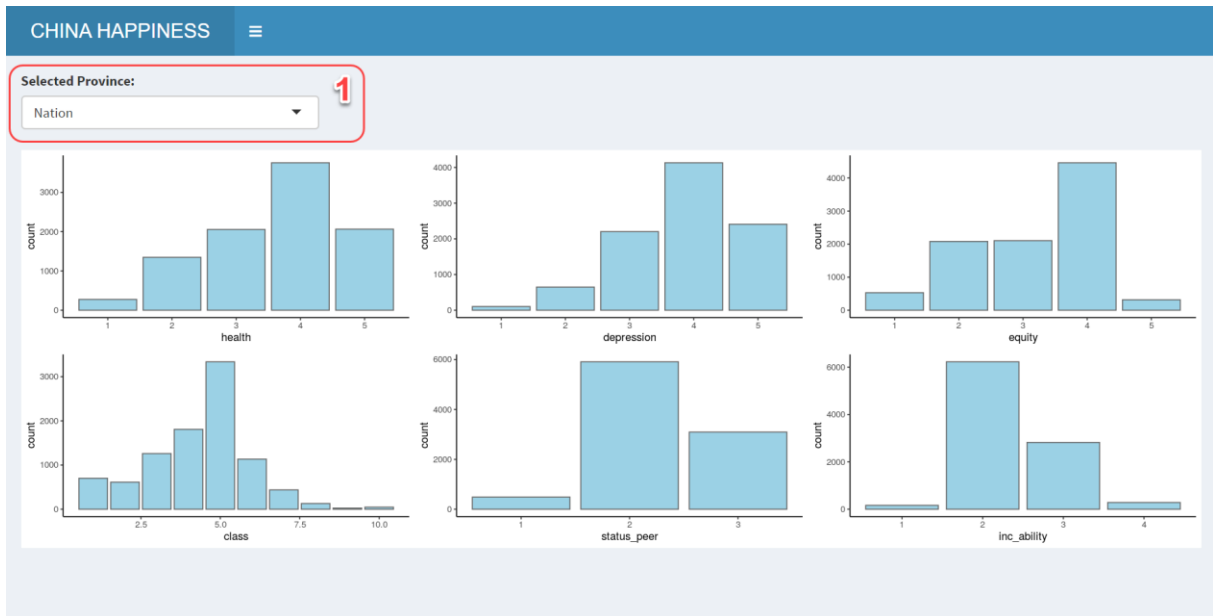 CHINA HAPPINESS
Selected Province:
1
Nation
3000
2000
1000
0
count
1 2 3 4 5
health
4000
3000
2000
1000
0
count
1 2 3 4 5
depression
4000
3000
2000
1000
0
count
1 2 3 4 5
equity
3000
2000
1000
0
count
2.5 5.0 7.5 10.0
class
6000
4000
2000
0
count
1 2 3
status_peer
6000
4000
2000
0
count
1 2 3 4
inc_ability